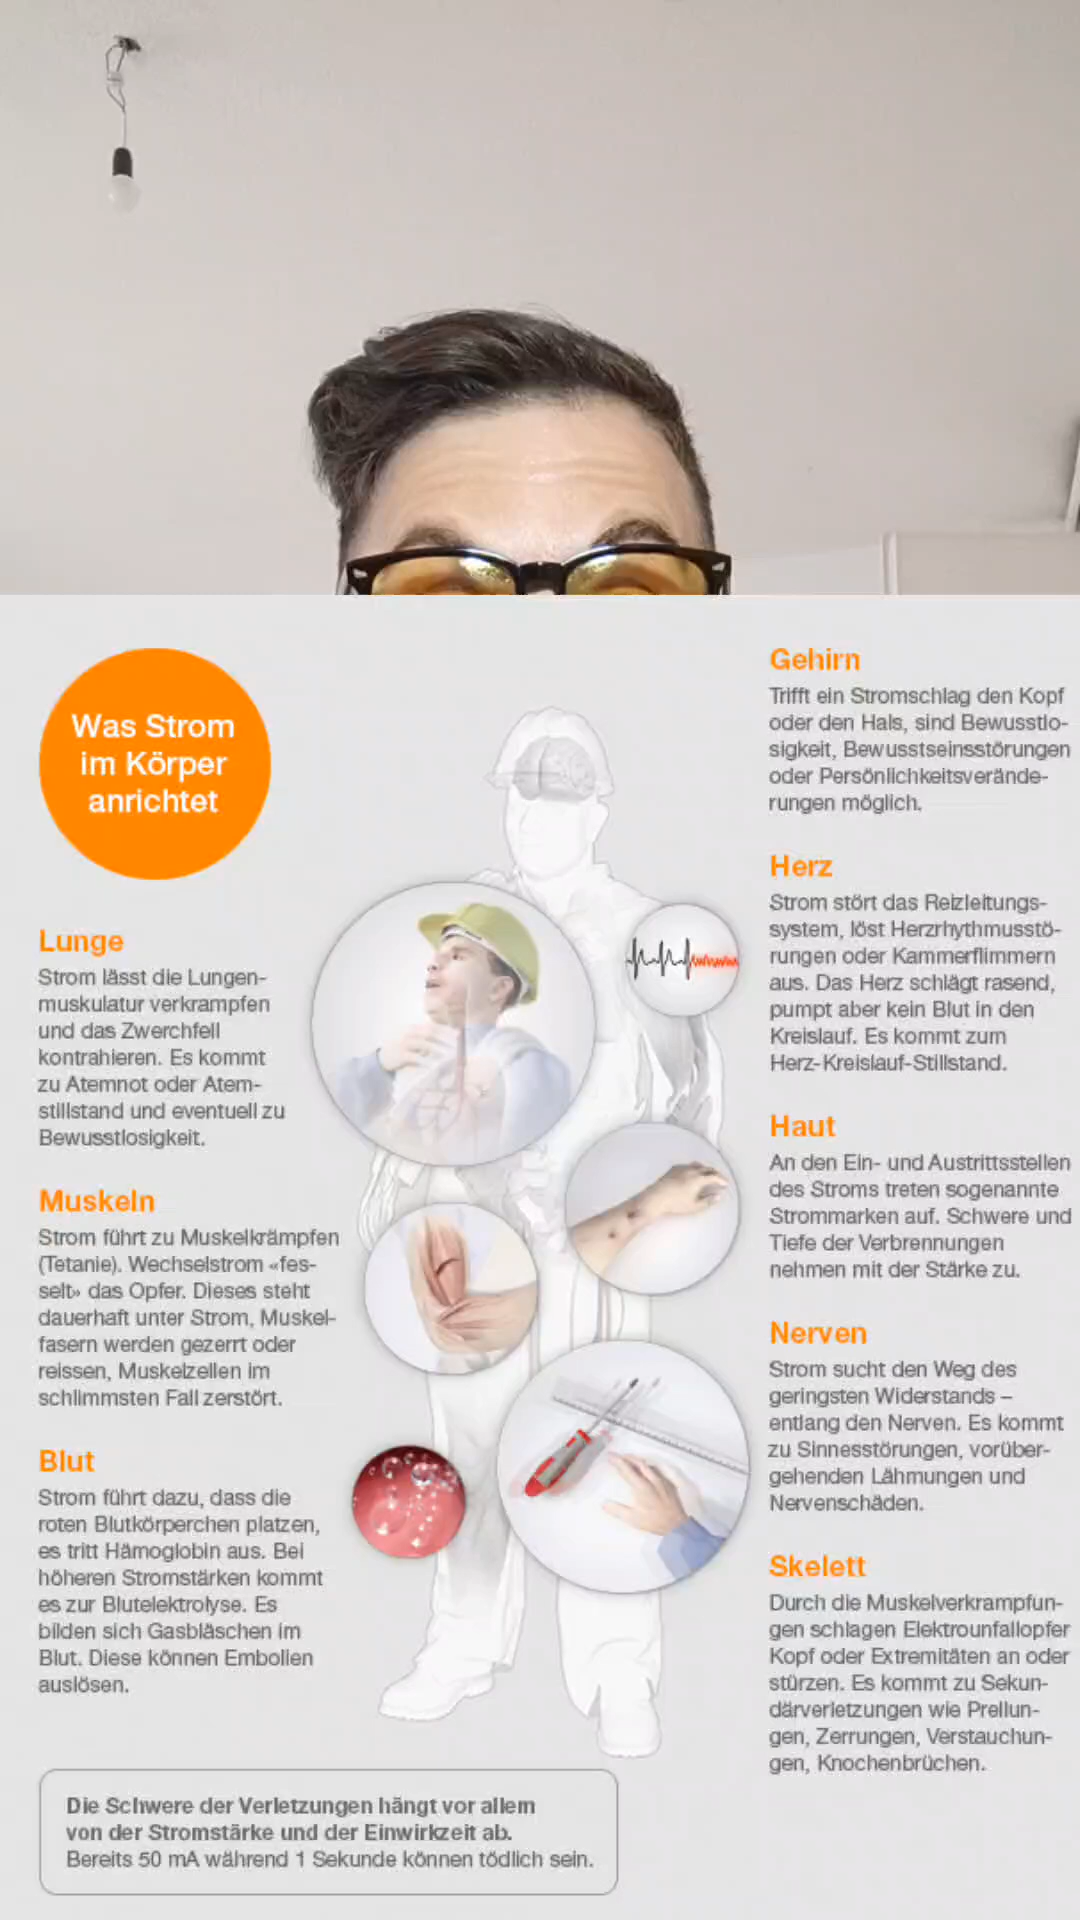 Was Strom
im Körper
anrichtet
Lunge
Strom lässt die Lungen-
muskulatur verkrampfen
und das Zwerchfell
kontrahieren. Es kommt
zu Atemnot oder Atem-
stillstand und eventuell zu
Bewusstlosigkeit.
Muskeln
Strom führt zu Muskelkrämpfen
(Tetanie). Wechselstrom «fes-
selt» das Opfer. Dieses steht
dauerhaft unter Strom, Muskel-
fasern werden gezerrt oder
reissen, Muskelzellen im
schlimmsten Fall zerstört.
Blut
Strom führt dazu, dass die
roten Blutkörperchen platzen,
es tritt Hämoglobin aus. Bei
höheren Stromstärken kommt
es zur Blutelektrolyse. Es
bilden sich Gasbläschen im
Blut. Diese können Embolien
auslösen.
Gehirn
Trifft ein Stromschlag den Kopf
oder den Hals, sind Bewusstlo-
sigkeit, Bewusstseinsstörungen
oder Persönlichkeitsverände-
rungen möglich.
Herz
Strom stört das Reizleitungs-
system, löst Herzrhythmusstö-
rungen oder Kammerflimmern
aus. Das Herz schlägt rasend,
pumpt aber kein Blut in den
Kreislauf. Es kommt zum
Herz-Kreislauf-Stillstand.
Haut
An den Ein- und Austrittsstellen
des Stroms treten sogenannte
Strommarken auf. Schwere und
Tiefe der Verbrennungen
nehmen mit der Stärke zu.
Nerven
Strom sucht den Weg des
geringsten Widerstands –
entlang den Nerven. Es kommt
zu Sinnesstörungen, vorüber-
gehenden Lähmungen und
Nervenschäden.
Skelett
Durch die Muskelverkrampfun-
gen schlagen Elektrounfallopfer
Kopf oder Extremitäten an oder
stürzen. Es kommt zu Sekun-
därverletzungen wie Prellun-
gen, Zerrungen, Verstauchun-
gen, Knochenbrüchen.
Die Schwere der Verletzungen hängt vor allem
von der Stromstärke und der Einwirkzeit ab.
Bereits 50 mA während 1 Sekunde können tödlich sein.